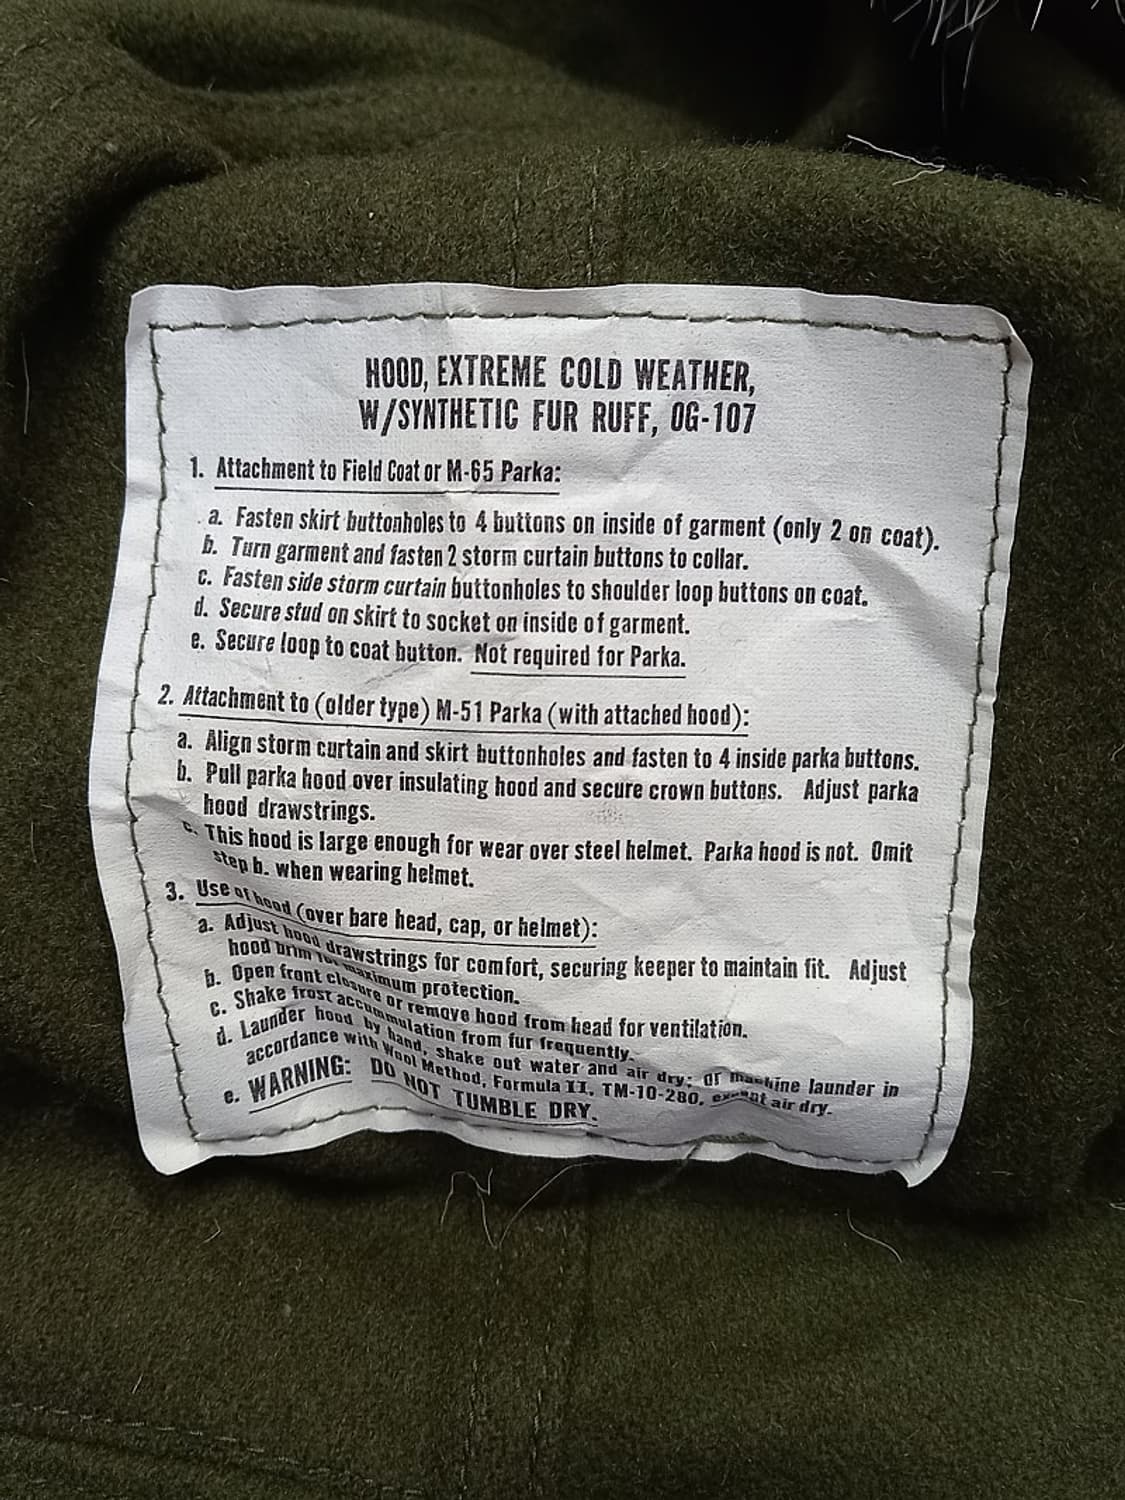 HOOD, EXTREME COLD WEATHER,
W/SYNTHETIC FUR RUFF, OG-107
1. Attachment to Field Coat or M-65 Parka:
a. Fasten skirt buttonholes to 4 buttons on inside of garment (only 2 on coat).
b. Turn garment and fasten 2 storm curtain buttons to collar.
c. Fasten side storm curtain buttonholes to shoulder loop buttons on coat.
d. Secure stud on skirt to socket on inside of garment.
e. Secure loop to coat button. Not required for Parka.
2. Attachment to (older type) M-51 Parka (with attached hood):
a. Align storm curtain and skirt buttonholes and fasten to 4 inside parka buttons.
b. Pull parka hood over insulating hood and secure crown buttons. Adjust parka
hood drawstrings.
c. This hood is large enough for wear over steel helmet. Parka hood is not. Omit
step b. when wearing helmet.
3. Use of hood (over bare head, cap, or helmet):
a. Adjust hood drawstrings for comfort, securing keeper to maintain fit. Adjust
hood brim for maximum protection.
b. Open front closure or remove hood from head for ventilation.
c. Shake frost accummulation from fur frequently.
d. Launder hood by hand, shake out water and air dry; or machine launder in
accordance with Wool Method, Formula II, TM-10-280, except air dry.
e. WARNING: DO NOT TUMBLE DRY.